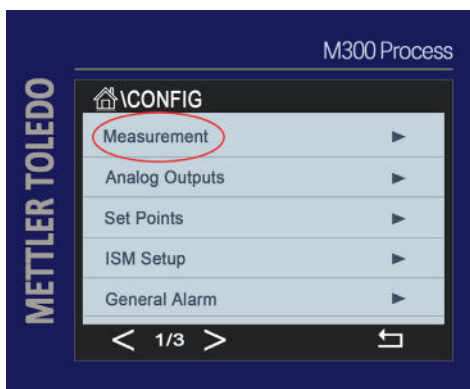 M300 Process
METTLER TOLEDO
\CONFIG
Measurement
Analog Outputs
Set Points
ISM Setup
General Alarm
< 1/3 >